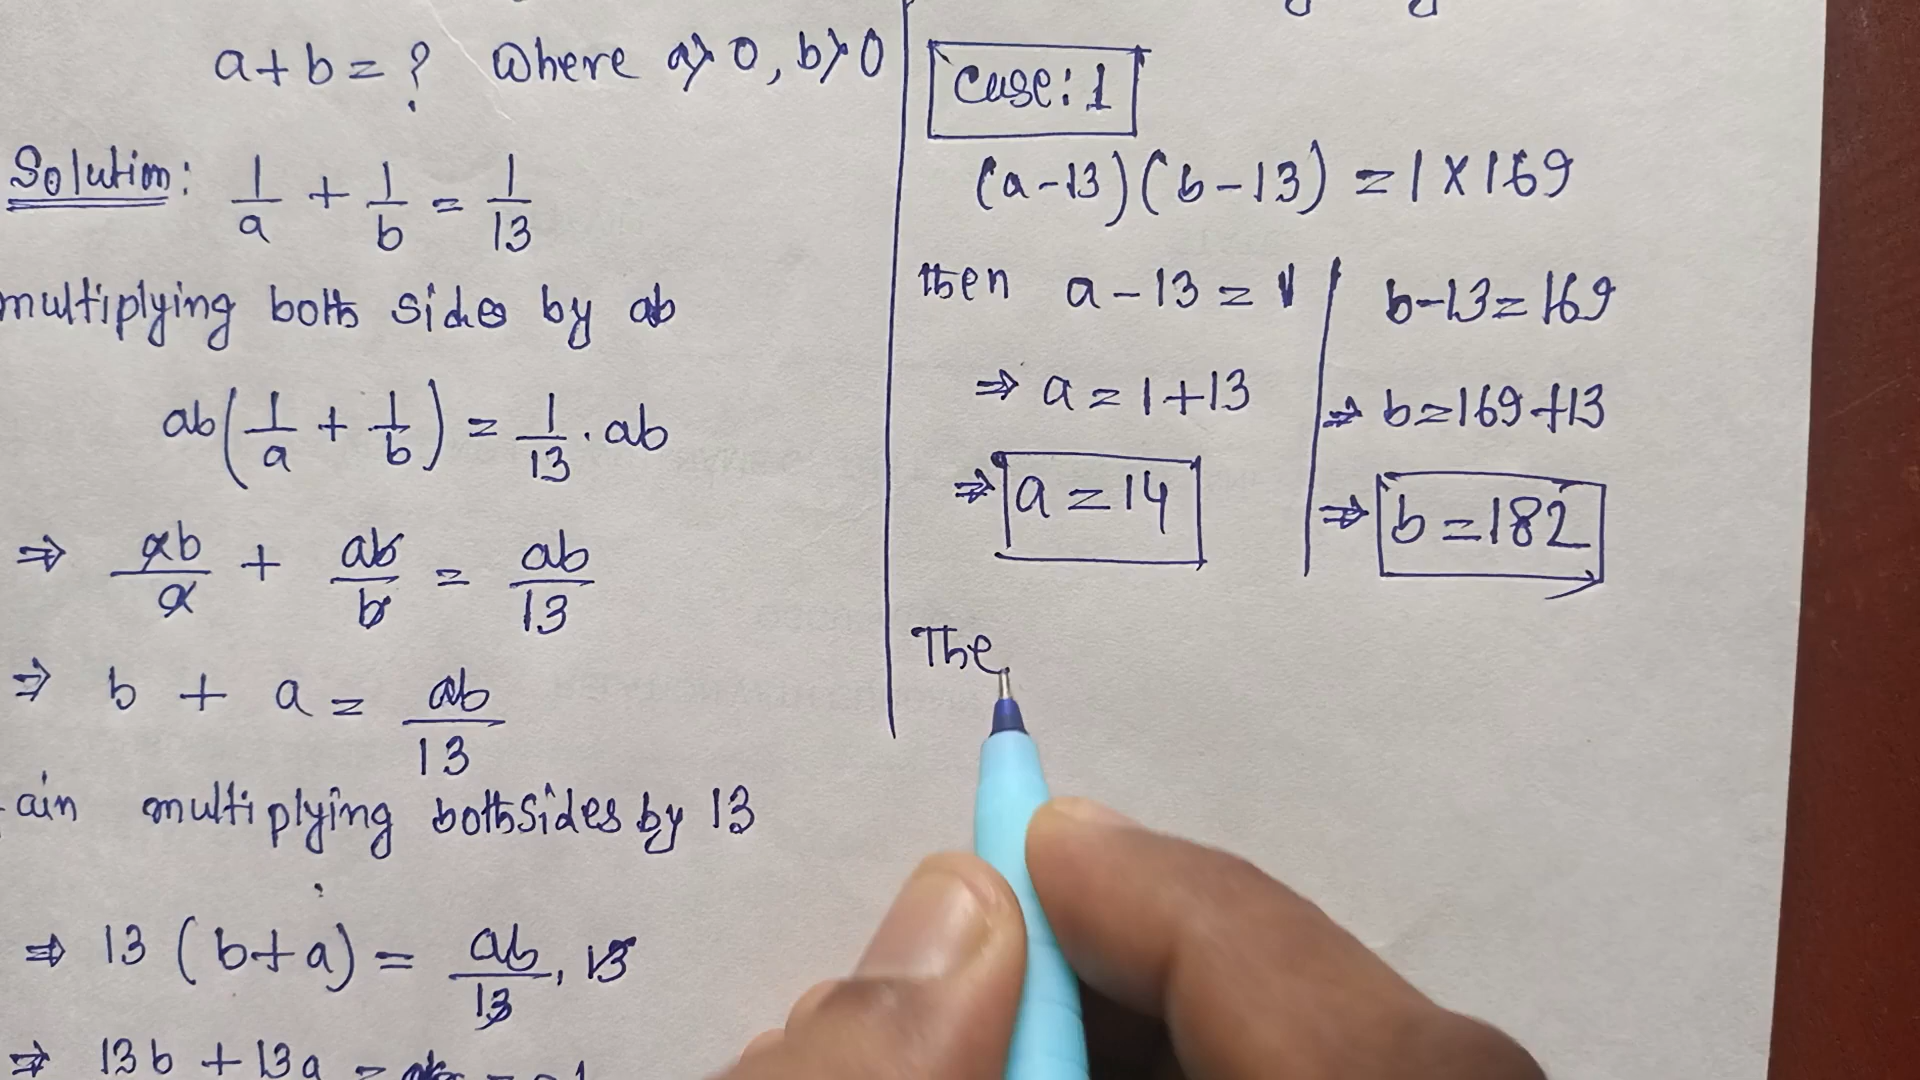 a+b=? Where a>0, b>0
Solution: 1/a + 1/b = 1/13
multiplying both sides by ab
ab(1/a + 1/b) = 1/13 . ab
⇒ ab/a + ab/b = ab/13
⇒ b + a = ab/13
ain multiplying both sides by 13
⇒ 13 (b+a) = ab/13 . 13
⇒ 13b + 13a =
Case: 1
(a-13)(b-13) = 1×169
then a-13=1 | b-13=169
⇒ a=1+13 | ⇒ b=169+13
⇒ a=14 | ⇒ b=182
The